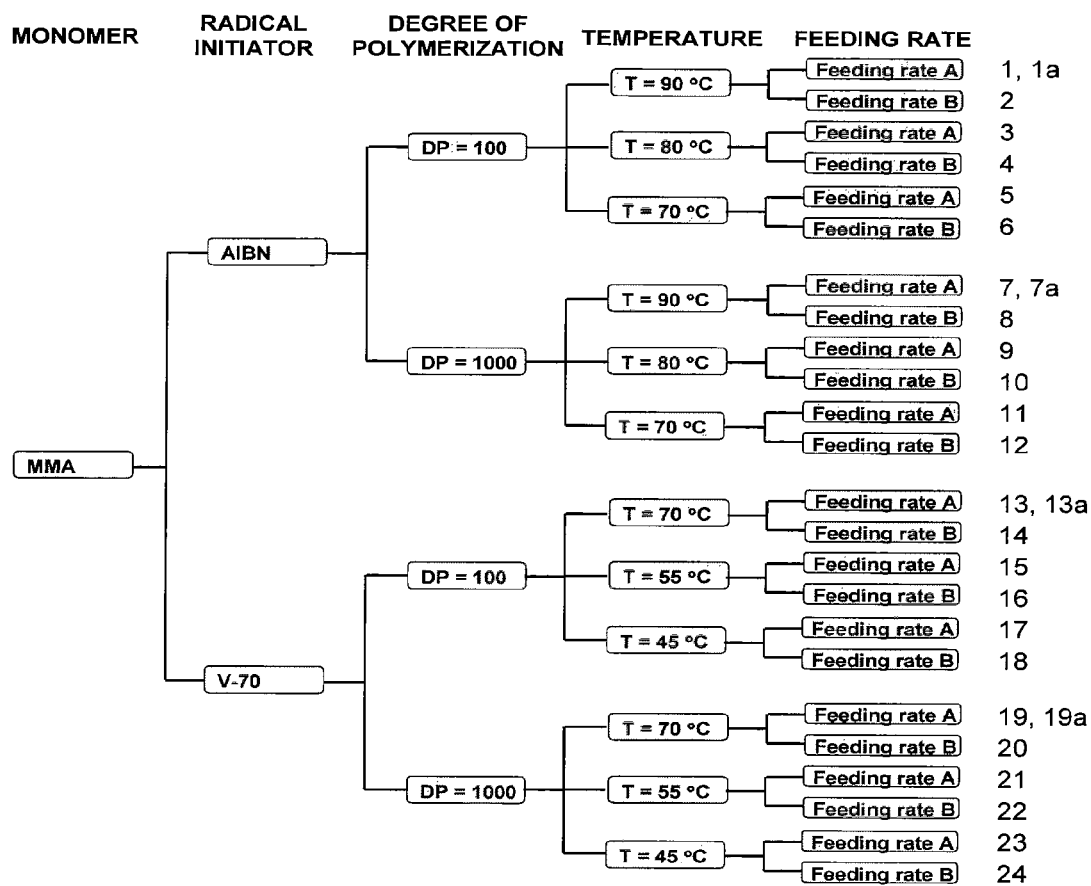 MONOMER
RADICAL
INITIATOR
DEGREE OF
POLYMERIZATION
TEMPERATURE
FEEDING RATE
MMA
AIBN
DP = 100
T = 90 °C
Feeding rate A 1, 1a
Feeding rate B 2
T = 80 °C
Feeding rate A 3
Feeding rate B 4
T = 70 °C
Feeding rate A 5
Feeding rate B 6
DP = 1000
T = 90 °C
Feeding rate A 7, 7a
Feeding rate B 8
T = 80 °C
Feeding rate A 9
Feeding rate B 10
T = 70 °C
Feeding rate A 11
Feeding rate B 12
V-70
DP = 100
T = 70 °C
Feeding rate A 13, 13a
Feeding rate B 14
T = 55 °C
Feeding rate A 15
Feeding rate B 16
T = 45 °C
Feeding rate A 17
Feeding rate B 18
DP = 1000
T = 70 °C
Feeding rate A 19, 19a
Feeding rate B 20
T = 55 °C
Feeding rate A 21
Feeding rate B 22
T = 45 °C
Feeding rate A 23
Feeding rate B 24